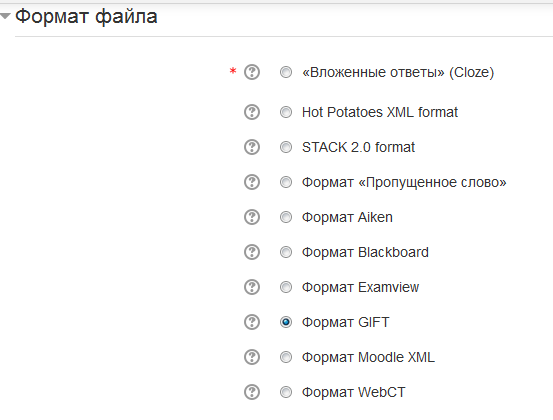 Формат файла
* «Вложенные ответы» (Cloze)
Hot Potatoes XML format
STACK 2.0 format
Формат «Пропущенное слово»
Формат Aiken
Формат Blackboard
Формат Examview
Формат GIFT
Формат Moodle XML
Формат WebCT